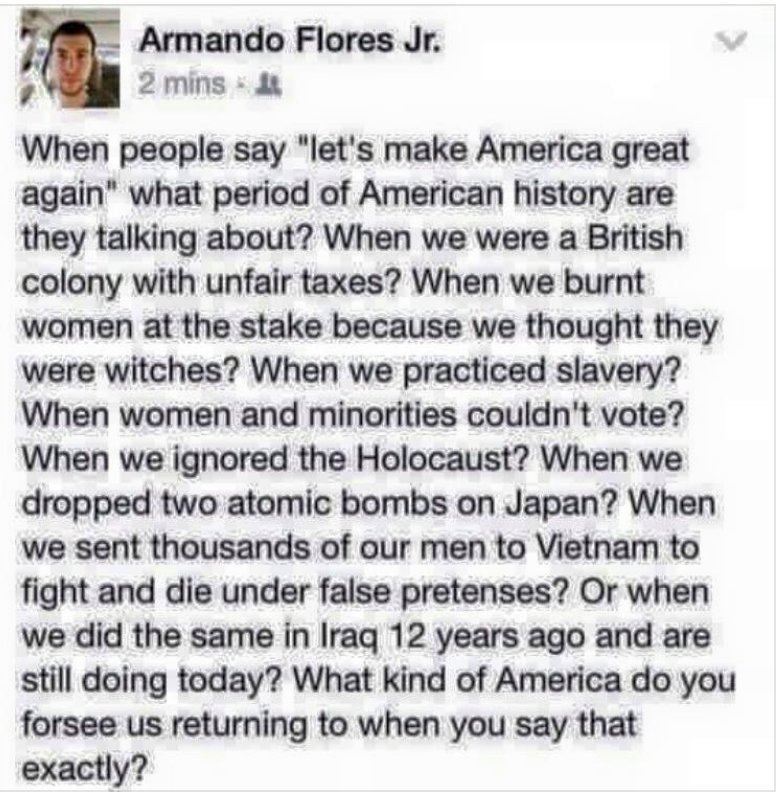 Armando Flores Jr.
2 mins ·
When people say "let's make America great
again" what period of American history are
they talking about? When we were a British
colony with unfair taxes? When we burnt
women at the stake because we thought they
were witches? When we practiced slavery?
When women and minorities couldn't vote?
When we ignored the Holocaust? When we
dropped two atomic bombs on Japan? When
we sent thousands of our men to Vietnam to
fight and die under false pretenses? Or when
we did the same in Iraq 12 years ago and are
still doing today? What kind of America do you
forsee us returning to when you say that
exactly?